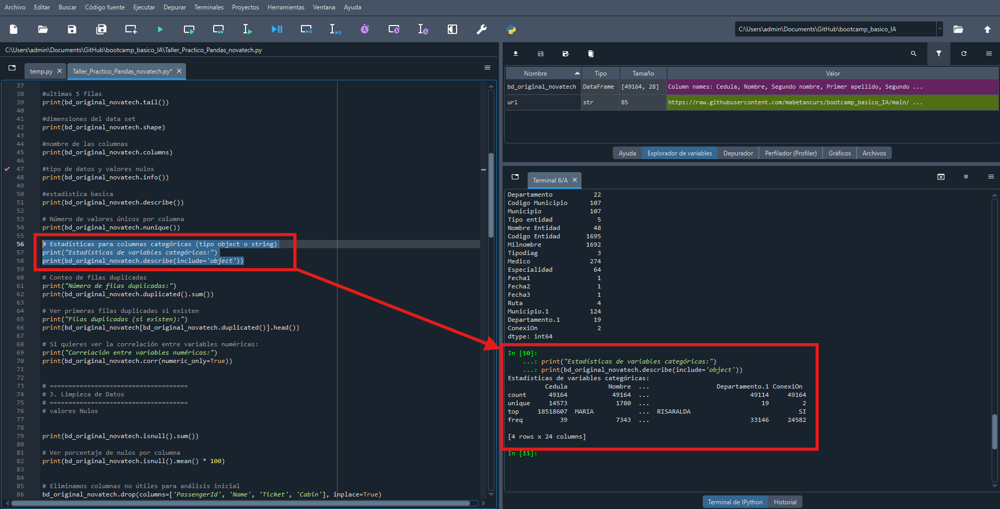 Archivo Editar Buscar Código fuente Ejecutar Depurar Terminales Proyectos Herramientas Ventana Ayuda
C:\Users\admin\Documents\GitHub\bootcamp_basico_IA
C:\Users\admin\Documents\GitHub\bootcamp_basico_IA\Taller_Practico_Pandas_novatech.py
temp.py Taller_Practico_Pandas_novatech.py*
37
38 #ultimas 5 filas
39 print(bd_original_novatech.tail())
40
41 #dimensiones del data set
42 print(bd_original_novatech.shape)
43
44 #nombre de las columnas
45 print(bd_original_novatech.columns)
46
47 #tipo de datos y valores nulos
48 print(bd_original_novatech.info())
49
50 #estadistica basica
51 print(bd_original_novatech.describe())
52
53 # Número de valores únicos por columna
54 print(bd_original_novatech.nunique())
55
56 # Estadísticas para columnas categóricas (tipo object o string)
57 print("Estadísticas de variables categóricas:")
58 print(bd_original_novatech.describe(include='object'))
59
60 # Conteo de filas duplicadas
61 print("Número de filas duplicadas:")
62 print(bd_original_novatech.duplicated().sum())
63
64 # Ver primeras filas duplicadas si existen
65 print("Filas duplicadas (si existen):")
66 print(bd_original_novatech[bd_original_novatech.duplicated()].head())
67
68 # Si quieres ver la correlación entre variables numéricas:
69 print("Correlación entre variables numéricas:")
70 print(bd_original_novatech.corr(numeric_only=True))
71
72
73 # =====================================
74 # 3. Limpieza de Datos
75 # =====================================
76 # valores Nulos
77
78
79 print(bd_original_novatech.isnull().sum())
80
81 # Ver porcentaje de nulos por columna
82 print(bd_original_novatech.isnull().mean() * 100)
83
84
85 # Eliminamos columnas no útiles para análisis inicial
86 bd_original_novatech.drop(columns=['PassengerId', 'Name', 'Ticket', 'Cabin'], inplace=True)
Nombre Tipo Tamaño Valor
bd_original_novatech DataFrame [49164, 28] Column names: Cedula, Nombre, Segundo nombre, Primer apellido, Segundo ...
url str 85 https://raw.githubusercontent.com/mabetancurs/bootcamp_basico_IA/main/ ...
Ayuda Explorador de variables Depurador Perfilador (Profiler) Gráficos Archivos
Terminal 6/A
Departamento 22
Codigo Municipio 107
Municipio 107
Tipo entidad 5
Nombre Entidad 48
Codigo Entidad 1695
Milnombre 1692
Tipodiag 3
Medico 274
Especialidad 64
Fecha1 1
Fecha2 1
Fecha3 1
Ruta 4
Municipio.1 124
Departamento.1 19
ConexiOn 2
dtype: int64
In [10]:
...: print("Estadísticas de variables categóricas:")
...: print(bd_original_novatech.describe(include='object'))
Estadísticas de variables categóricas:
Cedula Nombre ... Departamento.1 ConexiOn
count 49164 49164 ... 49114 49164
unique 14573 1780 ... 19 2
top 18518607 MARIA ... RISARALDA SI
freq 39 7343 ... 33146 24582
[4 rows x 24 columns]
In [11]:
Terminal de IPython Historial